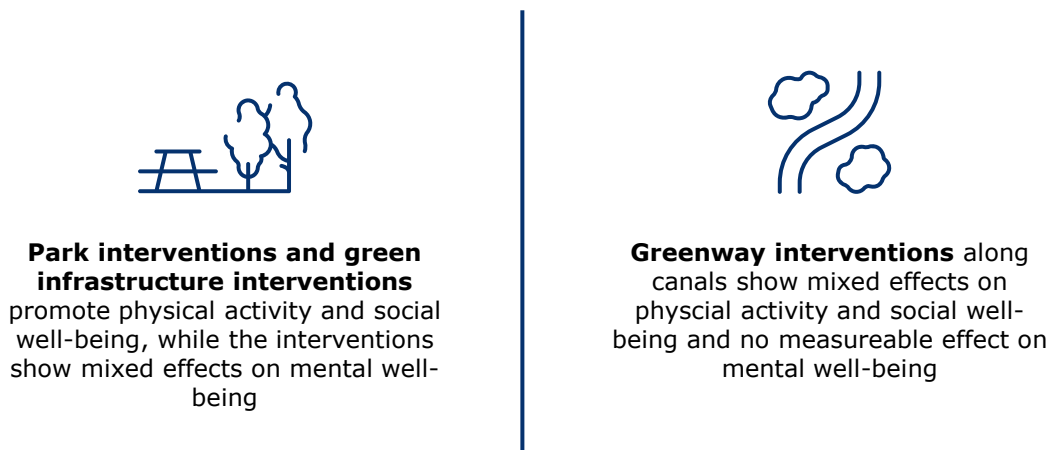 Park interventions and green
infrastructure interventions
promote physical activity and social
well-being, while the interventions
show mixed effects on mental well-
being
Greenway interventions along
canals show mixed effects on
physcial activity and social well-
being and no measureable effect on
mental well-being